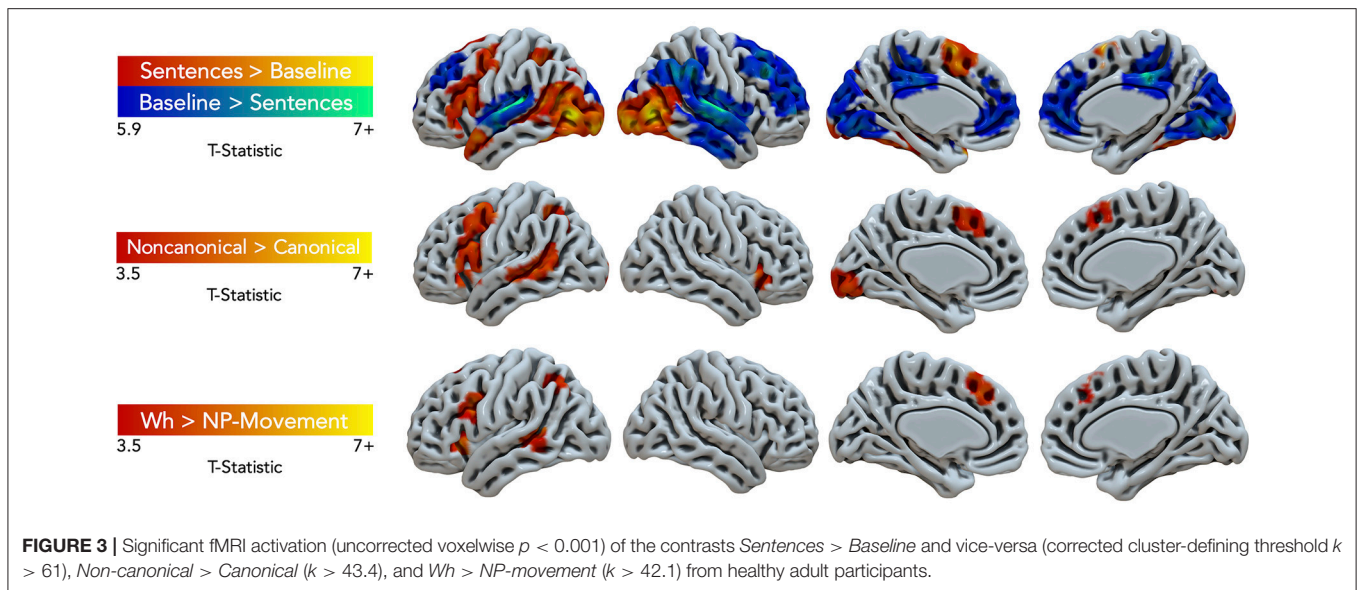 Sentences > Baseline
Baseline > Sentences
5.9 7+
T-Statistic
Noncanonical > Canonical
3.5 7+
T-Statistic
Wh > NP-Movement
3.5 7+
T-Statistic
FIGURE 3 | Significant fMRI activation (uncorrected voxelwise p < 0.001) of the contrasts Sentences > Baseline and vice-versa (corrected cluster-defining threshold k
> 61), Non-canonical > Canonical (k > 43.4), and Wh > NP-movement (k > 42.1) from healthy adult participants.